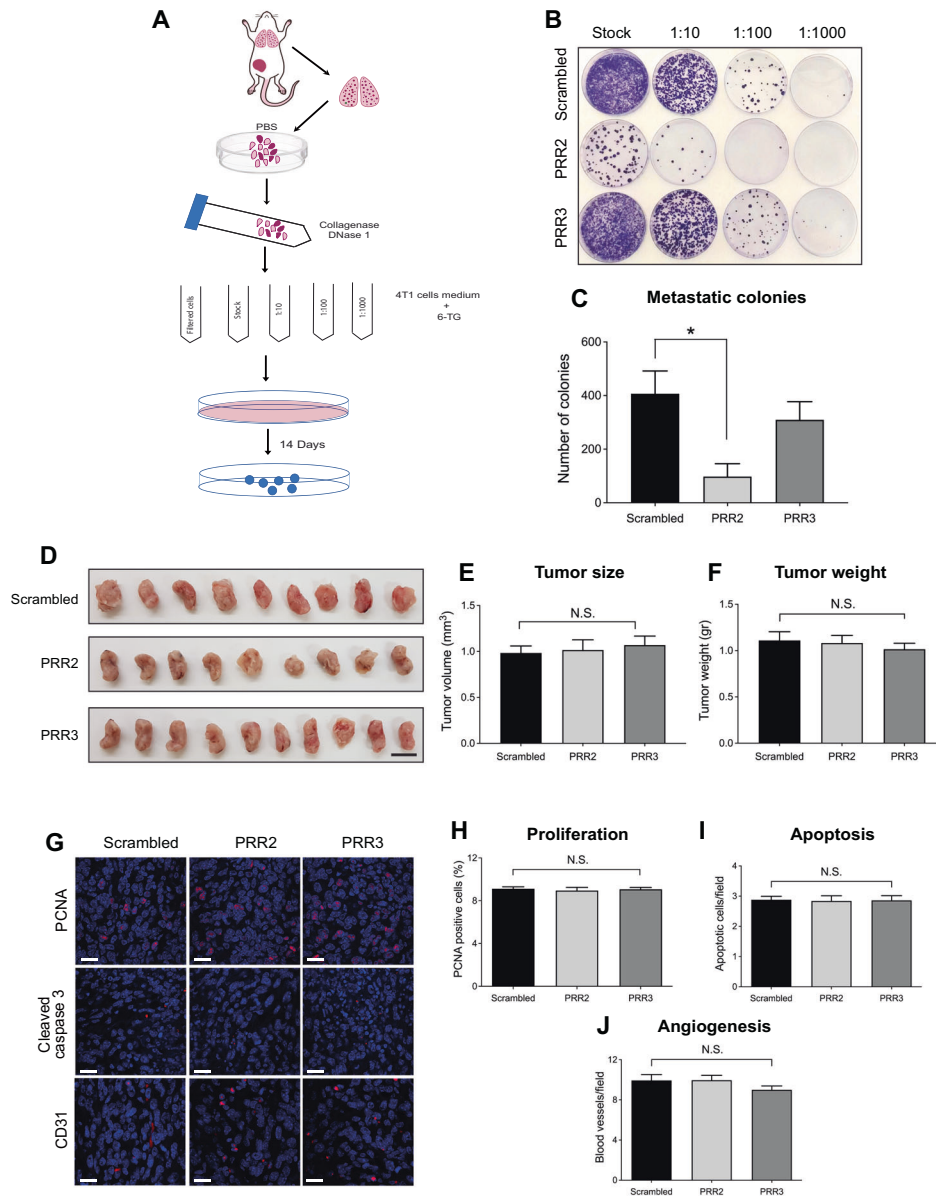 A
PBS
Collagenase
DNase 1
Filtered cells
Stock
1:10
1:100
1:1000
4T1 cells medium
+
6-TG
14 Days
B
Stock
1:10
1:100
1:1000
Scrambled
PRR2
PRR3
C
Metastatic colonies
Number of colonies
600
400
200
0
*
Scrambled
PRR2
PRR3
D
Scrambled
PRR2
PRR3
E
Tumor size
Tumor volume (mm³)
1.5
1.0
0.5
0.0
N.S.
Scrambled
PRR2
PRR3
F
Tumor weight
Tumor weight (gr)
1.5
1.0
0.5
0.0
N.S.
Scrambled
PRR2
PRR3
G
Scrambled
PRR2
PRR3
PCNA
Cleaved
caspase 3
CD31
H
Proliferation
PCNA positive cells (%)
12
8
4
0
N.S.
Scrambled
PRR2
PRR3
I
Apoptosis
Apoptotic cells/field
4
3
2
1
0
N.S.
Scrambled
PRR2
PRR3
J
Angiogenesis
Blood vessels/field
12
8
4
0
N.S.
Scrambled
PRR2
PRR3